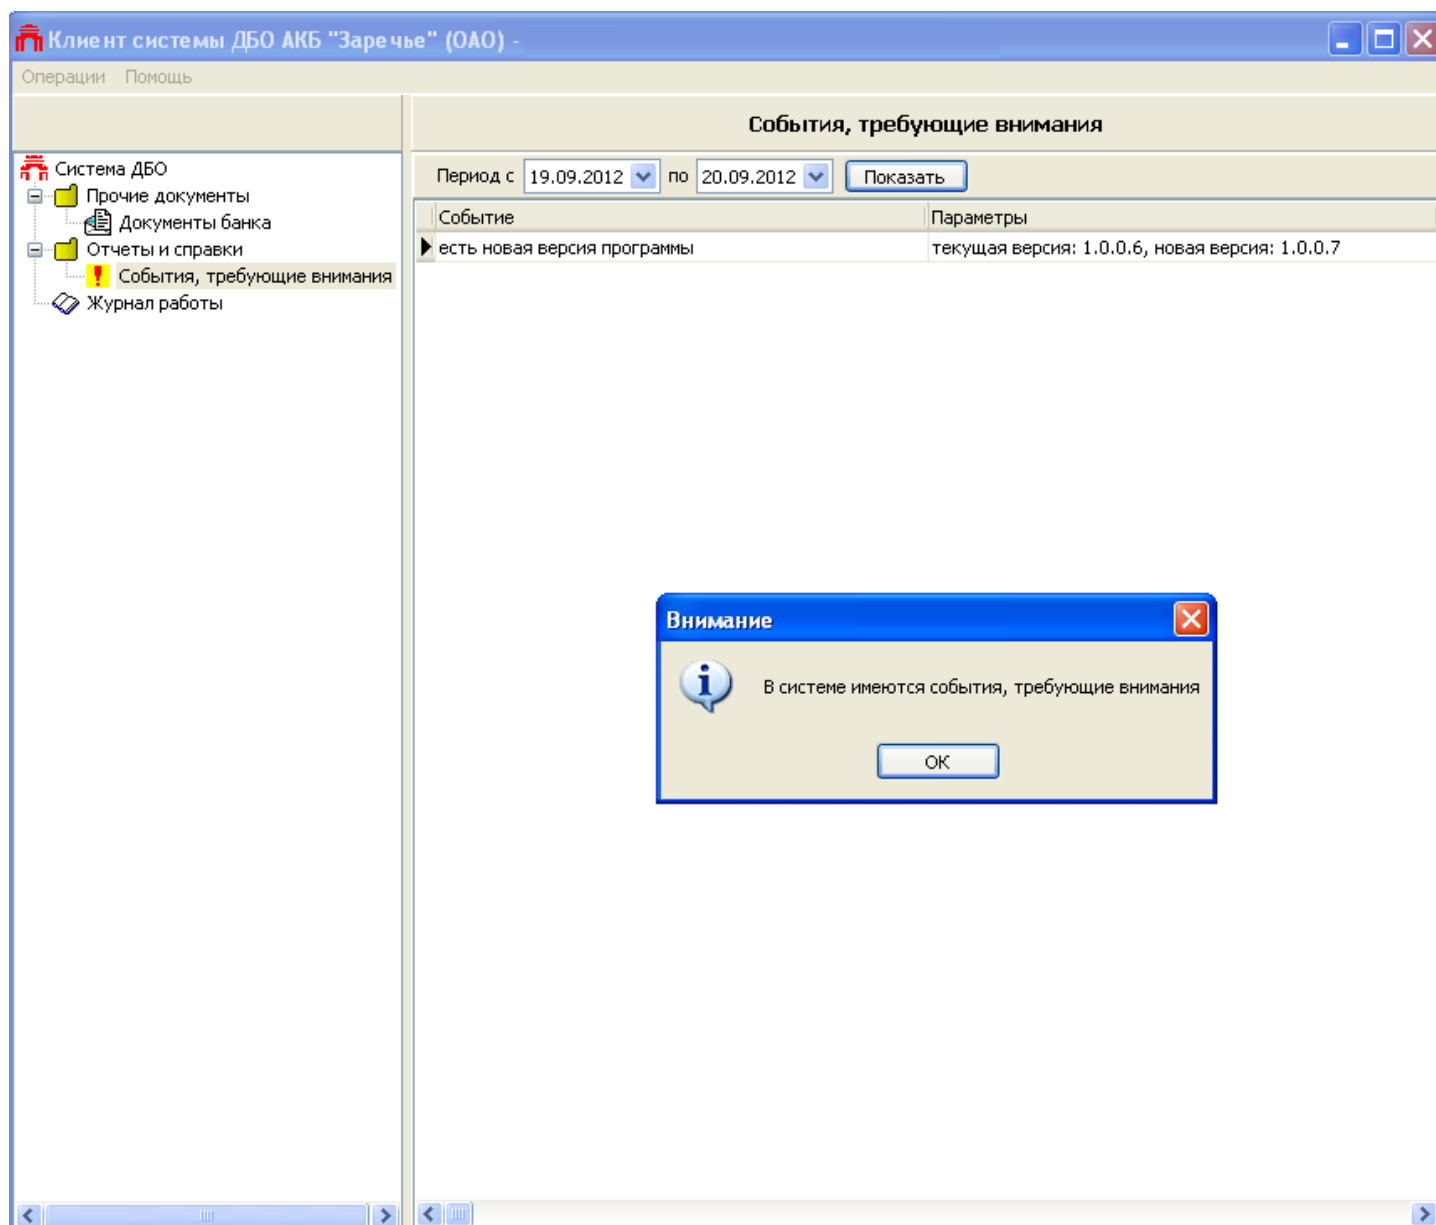 Клиент системы ДБО АКБ "Заречье" (ОАО) -
Операции Помощь
События, требующие внимания
Система ДБО
Прочие документы
Документы банка
Отчеты и справки
События, требующие внимания
Журнал работы
Период с 19.09.2012 по 20.09.2012 Показать
Событие Параметры
есть новая версия программы текущая версия: 1.0.0.6, новая версия: 1.0.0.7
Внимание
В системе имеются события, требующие внимания
ОК